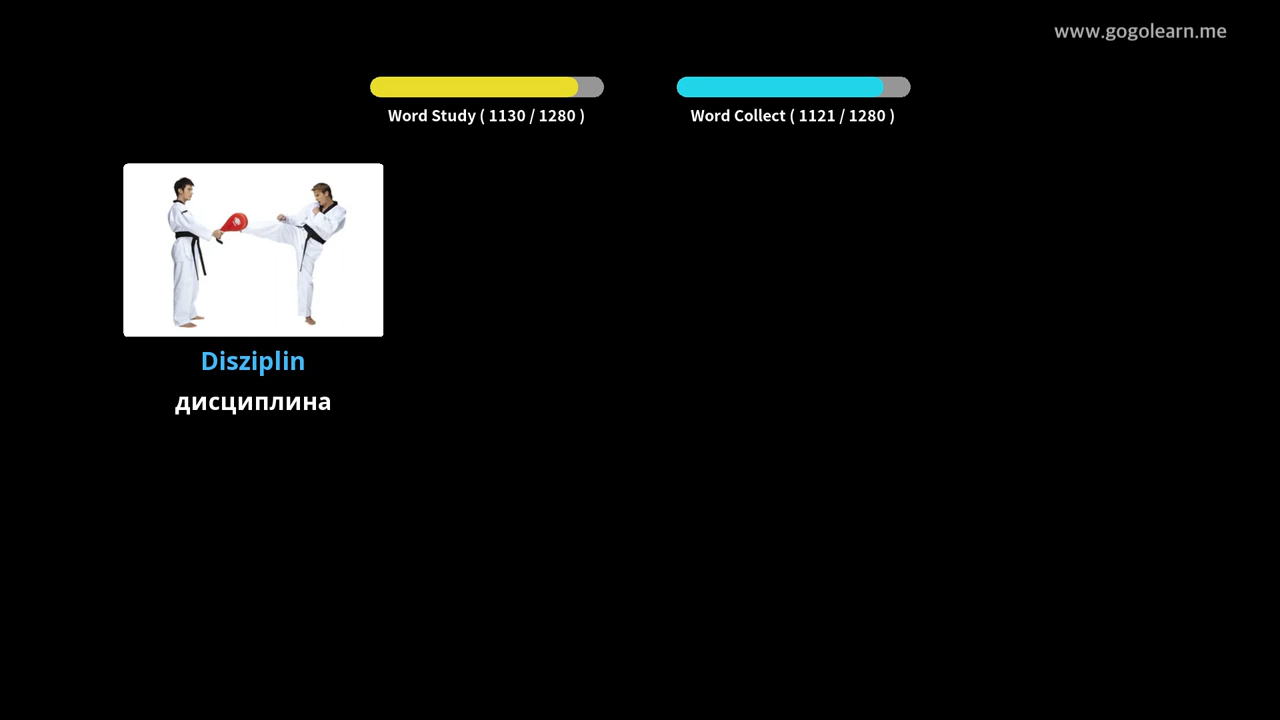 www.gogolearn.me
Word Study ( 1130 / 1280 )
Word Collect ( 1121 / 1280 )
Disziplin
дисциплина